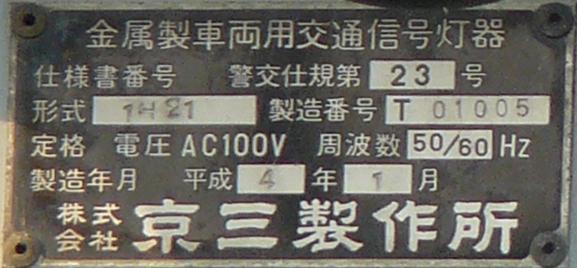 金属製車両用交通信号灯器
仕様書番号 警交仕規第 23 号
形式 1H21 製造番号 T 01005
定格 電圧 AC100V 周波数 50/60 Hz
製造年月 平成 4 年 1 月
株式会社 京三製作所